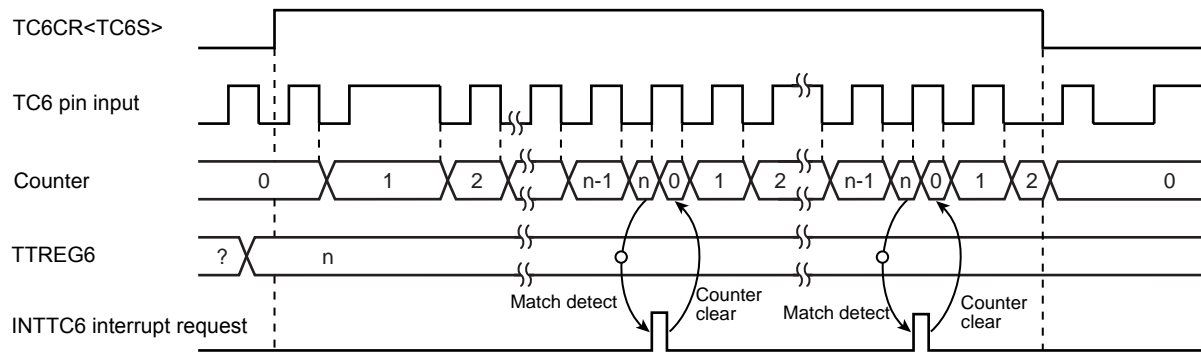 TC6CR<TC6S>
TC6 pin input
Counter 0 1 2 n-1 n 0 1 2 n-1 n 0 1 2 0
TTREG6 ? n
Match detect Counter clear Match detect Counter clear
INTTC6 interrupt request